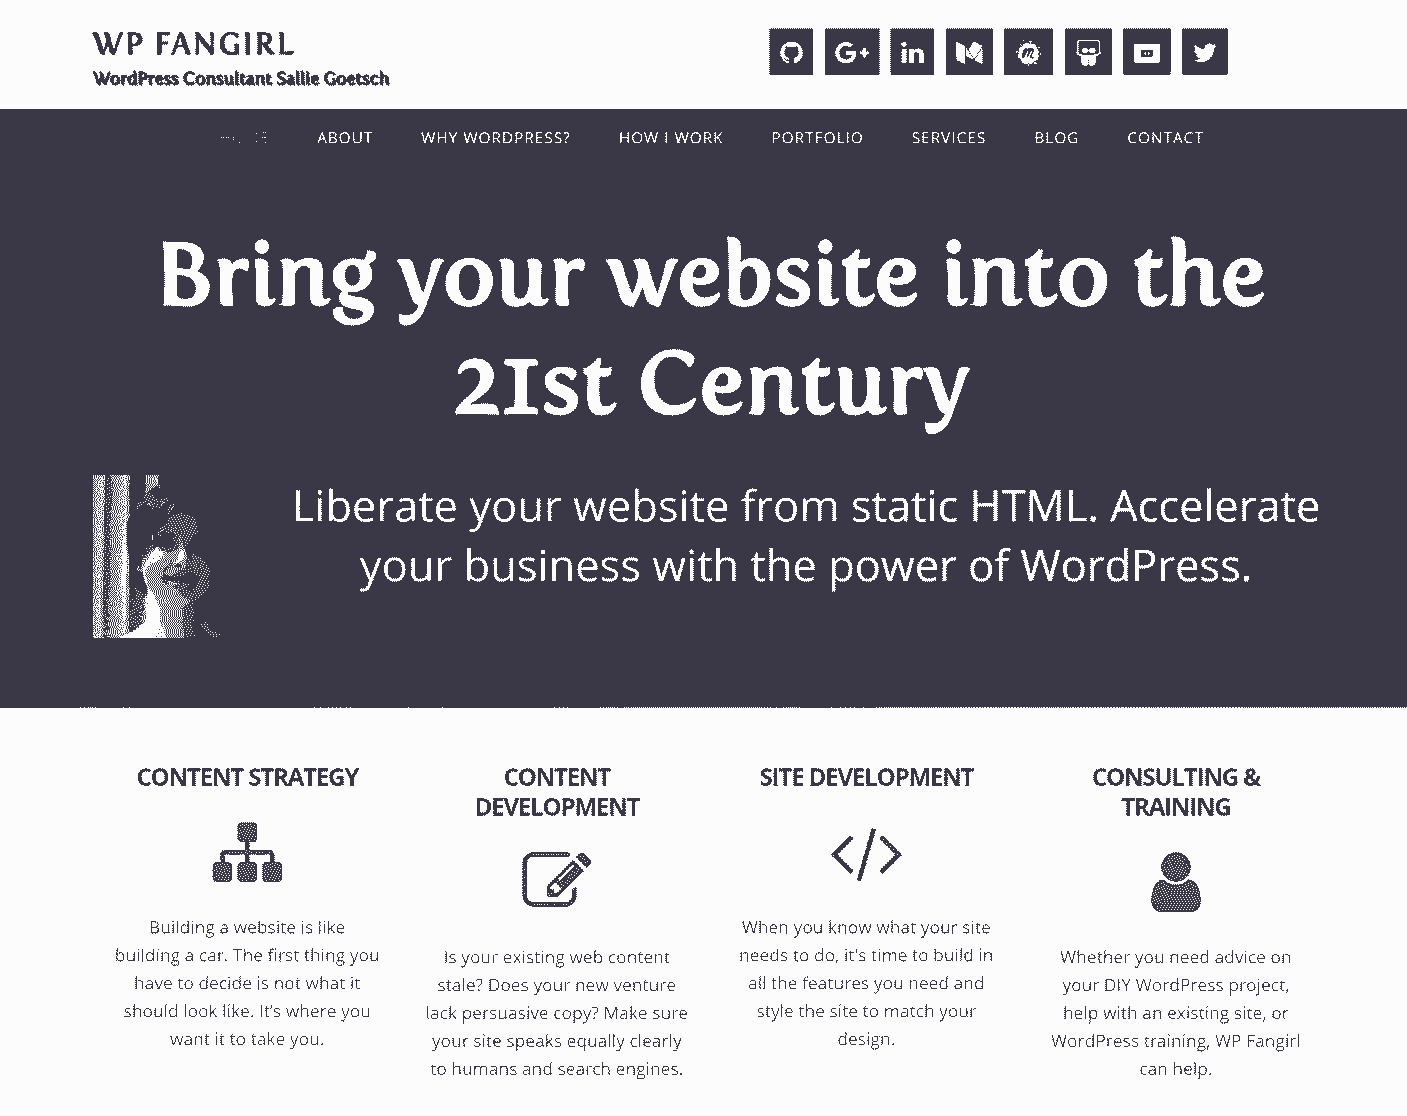 WP FANGIRL
WordPress Consultant Sallie Goetsch
ABOUT WHY WORDPRESS? HOW I WORK PORTFOLIO SERVICES BLOG CONTACT
Bring your website into the
21st Century
Liberate your website from static HTML. Accelerate
your business with the power of WordPress.
CONTENT STRATEGY
Building a website is like
building a car. The first thing you
have to decide is not what it
should look like. It's where you
want it to take you.
CONTENT
DEVELOPMENT
Is your existing web content
stale? Does your new venture
lack persuasive copy? Make sure
your site speaks equally clearly
to humans and search engines.
SITE DEVELOPMENT
When you know what your site
needs to do, it's time to build in
all the features you need and
style the site to match your
design.
CONSULTING &
TRAINING
Whether you need advice on
your DIY WordPress project,
help with an existing site, or
WordPress training, WP Fangirl
can help.